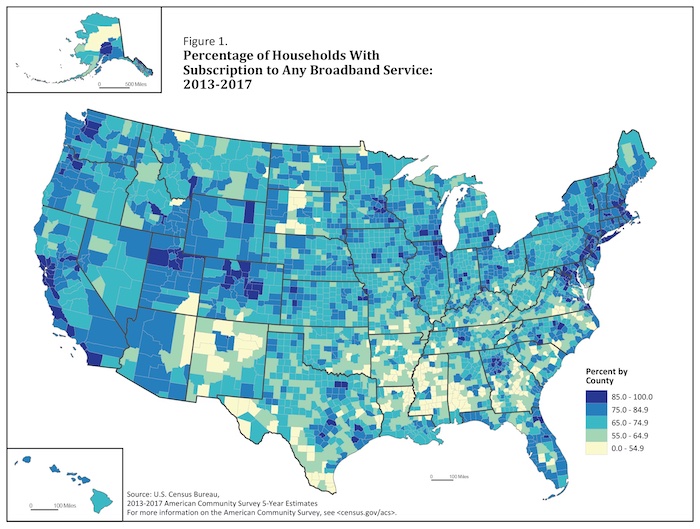 Figure 1.
Percentage of Households With
Subscription to Any Broadband Service:
2013-2017
0 500 Miles
Percent by
County
85.0 - 100.0
75.0 - 84.9
65.0 - 74.9
55.0 - 64.9
0.0 - 54.9
0 100 Miles
0 100 Miles
Source: U.S. Census Bureau,
2013-2017 American Community Survey 5-Year Estimates
For more information on the American Community Survey, see <census.gov/acs>.